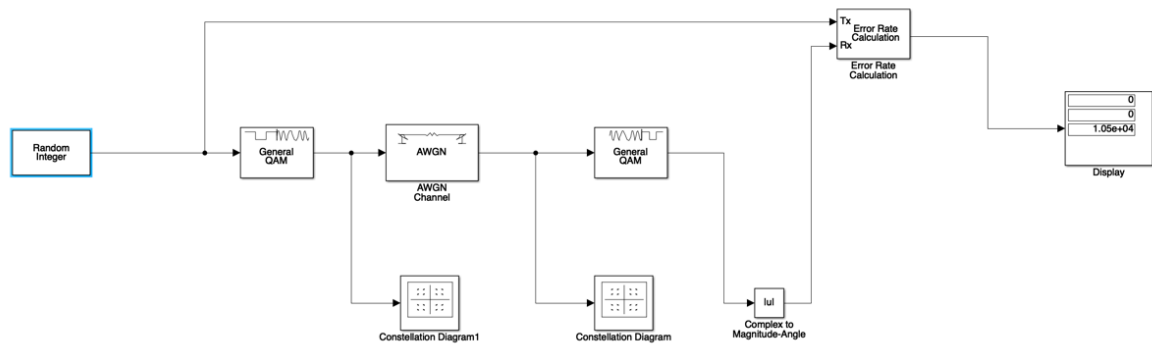 Tx
Error Rate
Calculation
Rx
Error Rate
Calculation
0
0
1.05e+04
Display
Random
Integer
General
QAM
AWGN
AWGN
Channel
General
QAM
Constellation Diagram1
Constellation Diagram
|u|
Complex to
Magnitude-Angle